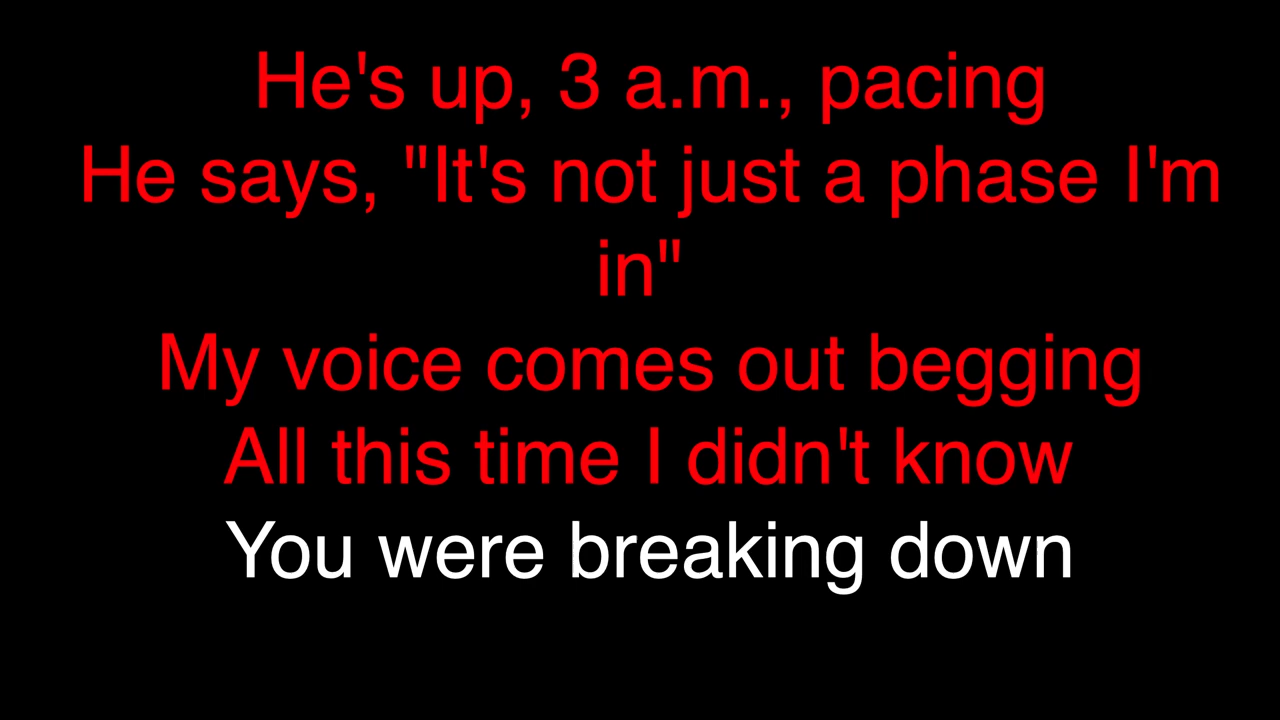 He's up, 3 a.m., pacing
He says, "It's not just a phase I'm
in"
My voice comes out begging
All this time I didn't know
You were breaking down